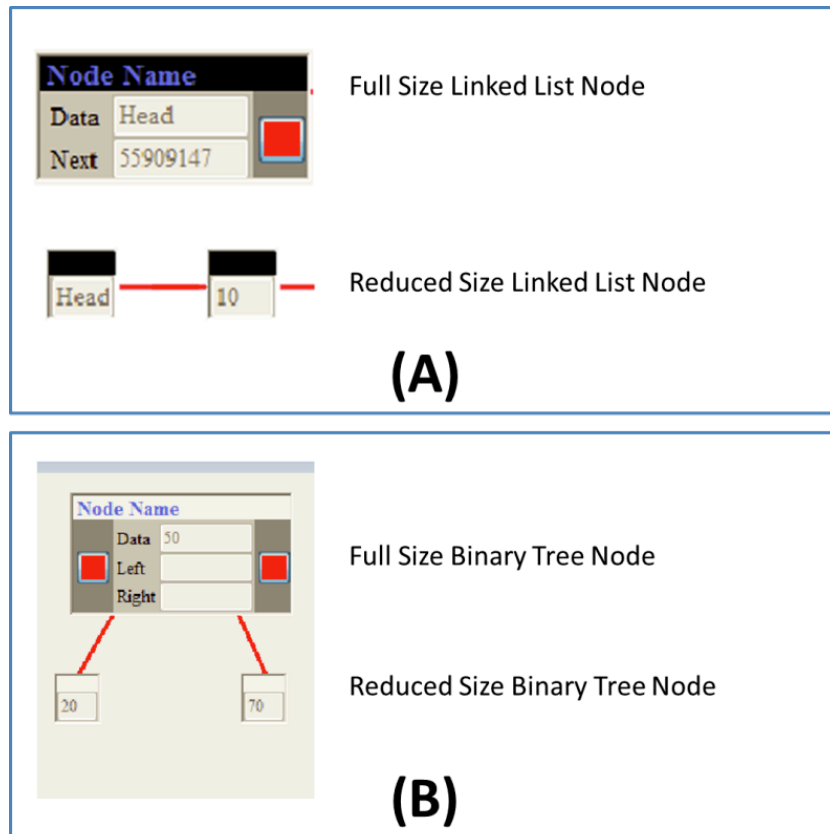 Node Name
Full Size Linked List Node
Data Head
Next 55909147
Head 10
Reduced Size Linked List Node
(A)
Node Name
Data 50
Left
Full Size Binary Tree Node
Right
20 70
Reduced Size Binary Tree Node
(B)